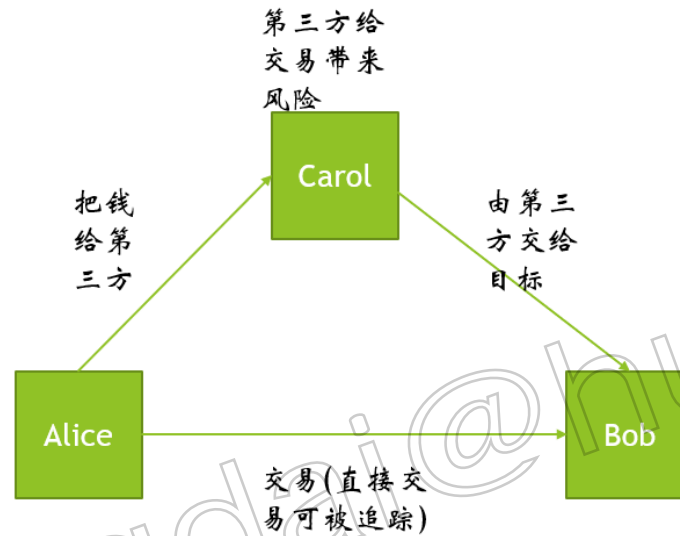 第三方给
交易带来
风险
Carol
把钱
给第
三方
由第三
方交给
目标
Alice
Bob
交易(直接交
易可被追踪)